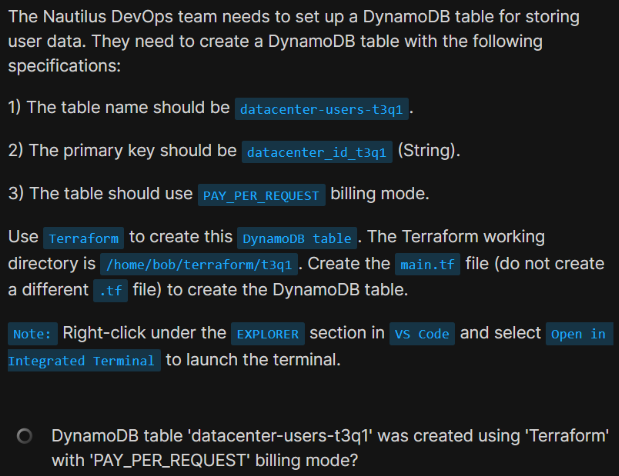 The Nautilus DevOps team needs to set up a DynamoDB table for storing
user data. They need to create a DynamoDB table with the following
specifications:
1) The table name should be datacenter-users-t3q1.
2) The primary key should be datacenter_id_t3q1 (String).
3) The table should use PAY_PER_REQUEST billing mode.
Use Terraform to create this DynamoDB table. The Terraform working
directory is /home/bob/terraform/t3q1. Create the main.tf file (do not create
a different .tf file) to create the DynamoDB table.
Note: Right-click under the EXPLORER section in VS Code and select Open in
Integrated Terminal to launch the terminal.
DynamoDB table 'datacenter-users-t3q1' was created using 'Terraform'
with 'PAY_PER_REQUEST' billing mode?